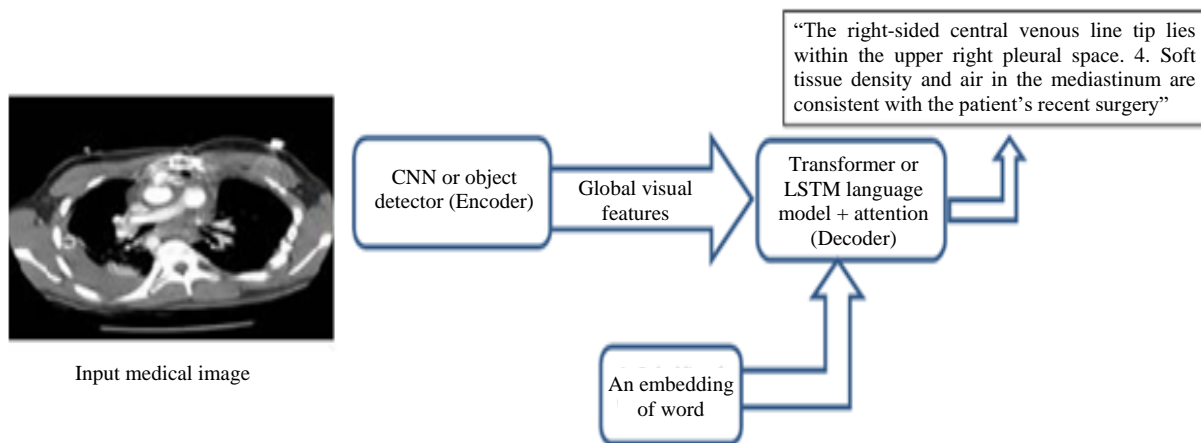 “The right-sided central venous line tip lies
within the upper right pleural space. 4. Soft
tissue density and air in the mediastinum are
consistent with the patient’s recent surgery”
CNN or object
detector (Encoder)
Global visual
features
Transformer or
LSTM language
model + attention
(Decoder)
Input medical image
An embedding
of word